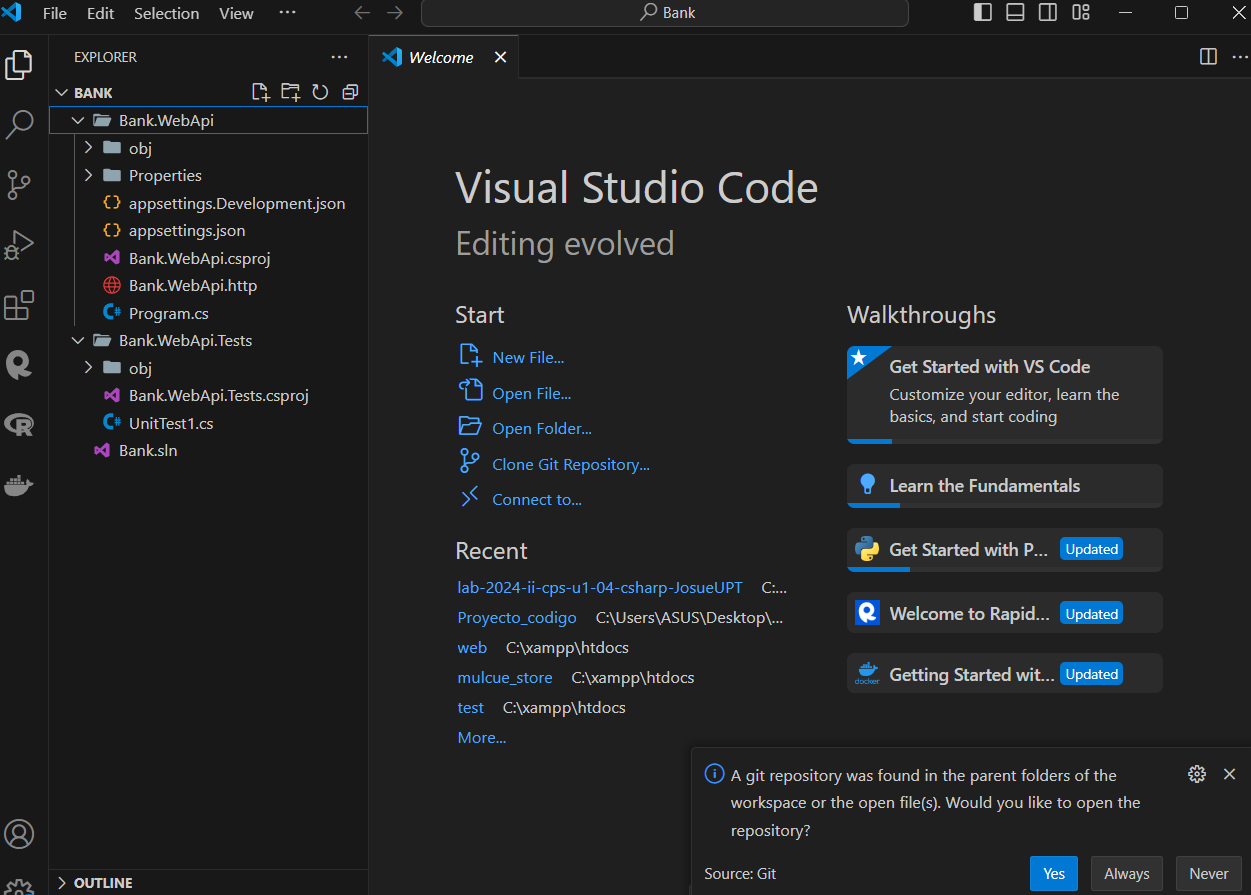 File Edit Selection View ···
Bank
EXPLORER
Welcome
BANK
Bank.WebApi
obj
Properties
appsettings.Development.json
appsettings.json
Bank.WebApi.csproj
Bank.WebApi.http
Program.cs
Bank.WebApi.Tests
obj
Bank.WebApi.Tests.csproj
UnitTest1.cs
Bank.sln
OUTLINE
Visual Studio Code
Editing evolved
Start
New File...
Open File...
Open Folder...
Clone Git Repository...
Connect to...
Recent
lab-2024-ii-cps-u1-04-csharp-JosueUPT C:...
Proyecto_codigo C:\Users\ASUS\Desktop\...
web C:\xampp\htdocs
mulcue_store C:\xampp\htdocs
test C:\xampp\htdocs
More...
Walkthroughs
Get Started with VS Code
Customize your editor, learn the
basics, and start coding
Learn the Fundamentals
Get Started with P... Updated
Welcome to Rapid... Updated
docker
Getting Started wit... Updated
A git repository was found in the parent folders of the
workspace or the open file(s). Would you like to open the
repository?
Source: Git
Yes Always Never